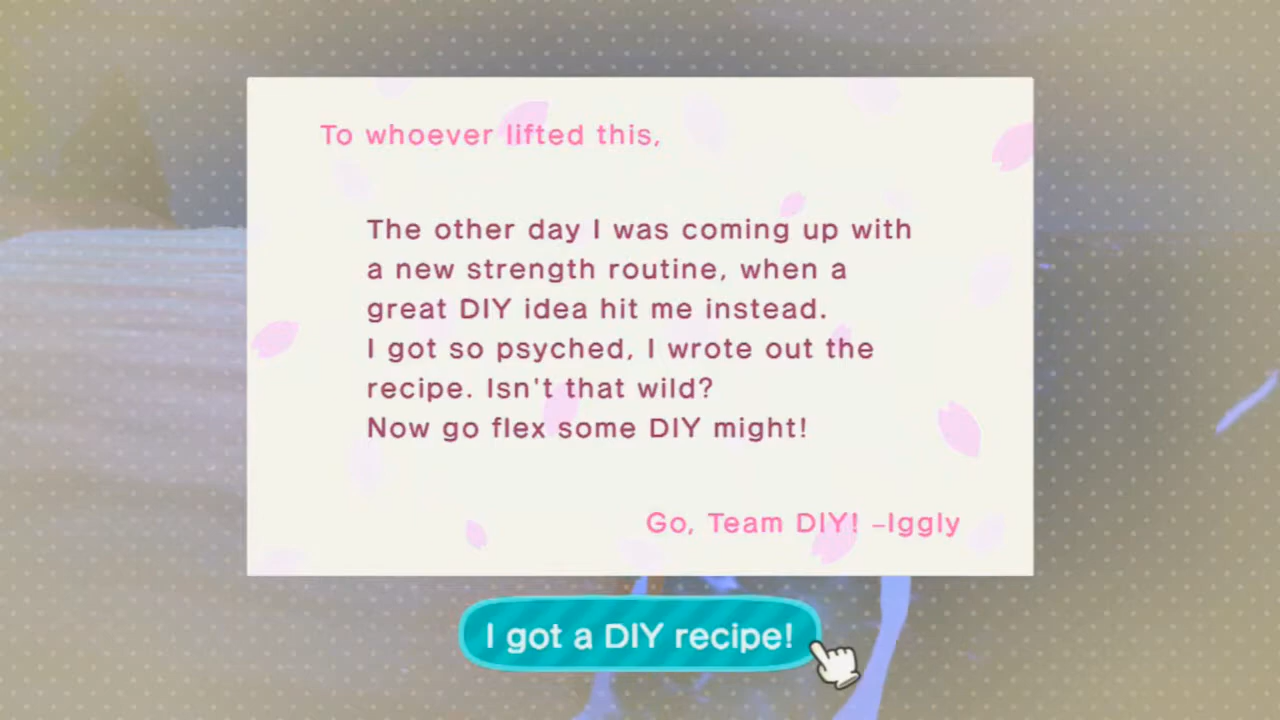 To whoever lifted this,
The other day I was coming up with
a new strength routine, when a
great DIY idea hit me instead.
I got so psyched, I wrote out the
recipe. Isn't that wild?
Now go flex some DIY might!
Go, Team DIY! –Iggly
I got a DIY recipe!